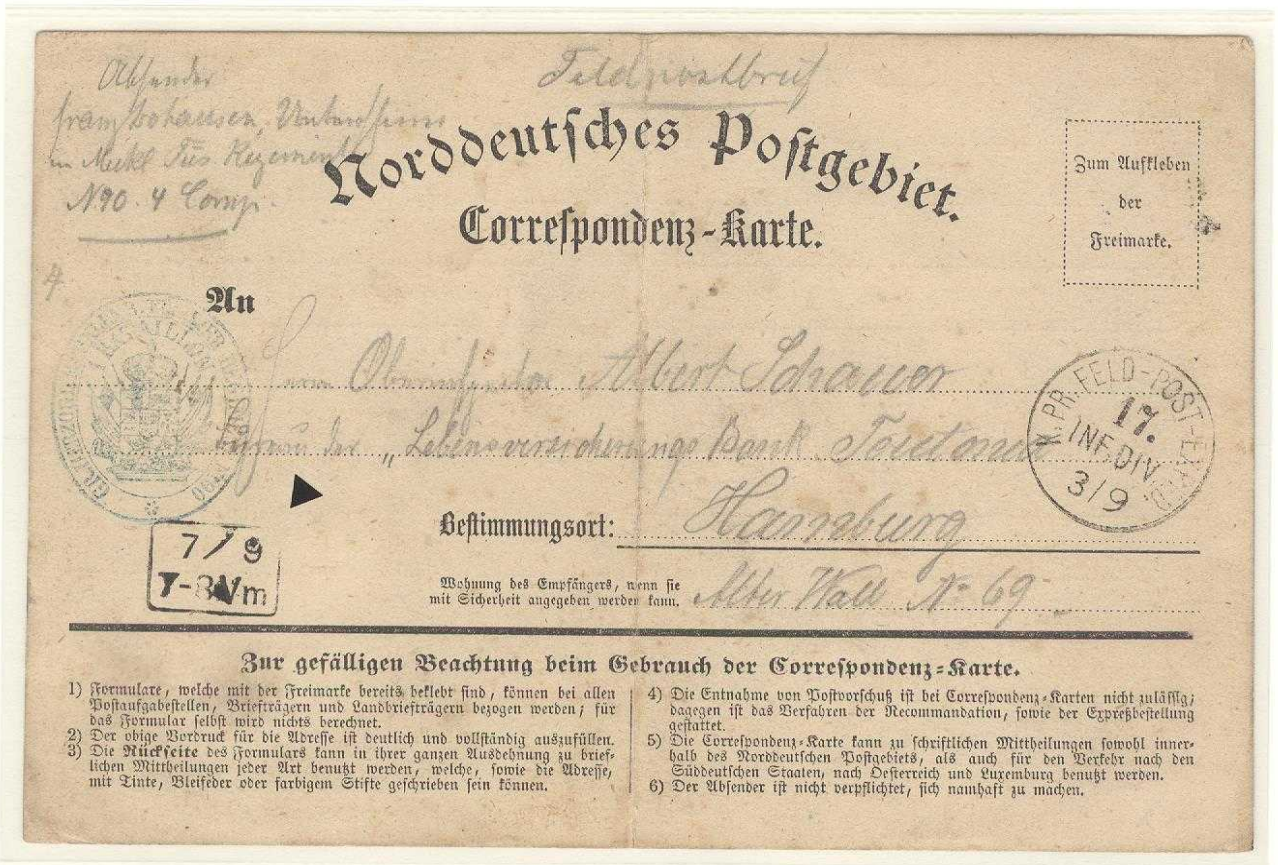 Absender
Feldpostbrief
in Meckl Füs Regiment
N90. 4 Comp.
Norddeutſches Poſtgebiet.
Correſpondenz-Karte.
Zum Aufkleben
der
Freimarke.
4.
An
Herrn Oberinspector Albert Schauer
bureau der „Lebensversicherungs Bank Teutonia
K. PR. FELD-POST-EXPED.
17.
INF. DIV.
3/9
Beſtimmungsort: Hamburg
7/9
7-8Vm
Wohnung des Empfängers, wenn ſie
mit Sicherheit angegeben werden kann. Alter Wall No 69
Zur gefälligen Beachtung beim Gebrauch der Correſpondenz-Karte.
1) Formulare, welche mit der Freimarke bereits beklebt ſind, können bei allen
Poſtaufgabeſtellen, Briefträgern und Landbriefträgern bezogen werden; für
das Formular ſelbſt wird nichts berechnet.
2) Der obige Vordruck für die Adreſſe iſt deutlich und vollſtändig auszufüllen.
3) Die Rückſeite des Formulars kann in ihrer ganzen Ausdehnung zu brief-
lichen Mittheilungen jeder Art benutzt werden, welche, ſowie die Adreſſe,
mit Tinte, Bleifeder oder farbigem Stifte geſchrieben ſein können.
4) Die Entnahme von Poſtvorſchuß iſt bei Correſpondenz-Karten nicht zuläſſig;
dagegen iſt das Verfahren der Recommandation, ſowie der Expreßbeſtellung
geſtattet.
5) Die Correſpondenz-Karte kann zu ſchriftlichen Mittheilungen ſowohl inner-
halb des Norddeutſchen Poſtgebiets, als auch für den Verkehr nach den
Süddeutſchen Staaten, nach Oeſterreich und Luxemburg benutzt werden.
6) Der Abſender iſt nicht verpflichtet, ſich namhaft zu machen.